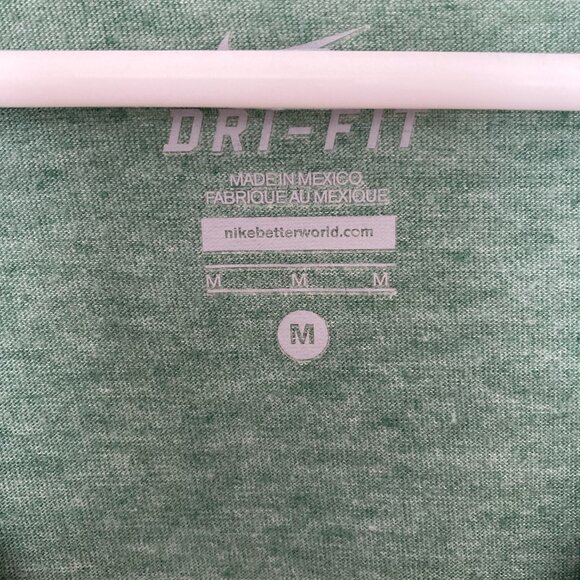 DRI-FIT
MADE IN MEXICO
FABRIQUE AU MEXIQUE
nikebetterworld.com
M M M
M